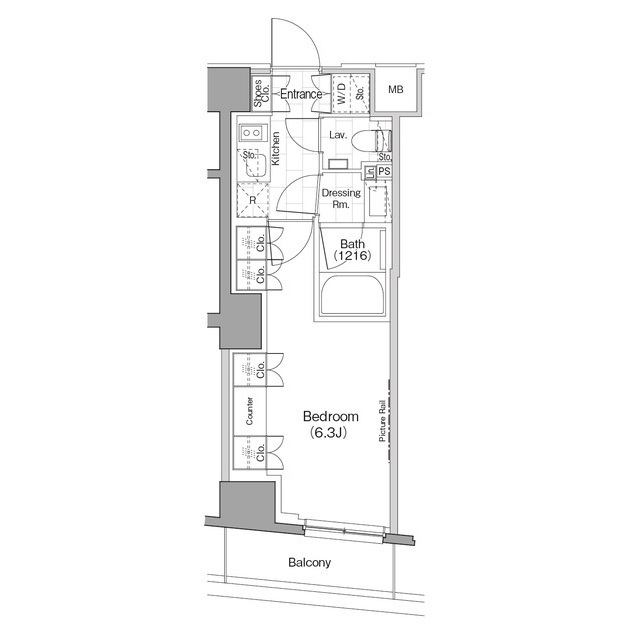 MB
Shoes
Clo.
Entrance
W/D
Sto.
Kitchen
Lav.
Sto.
Sto.
Lin.
PS
Dressing
Rm.
R
Clo.
Bath
(1216)
Clo.
Clo.
Counter
Bedroom
(6.3J)
Picture Rail
Clo.
Balcony